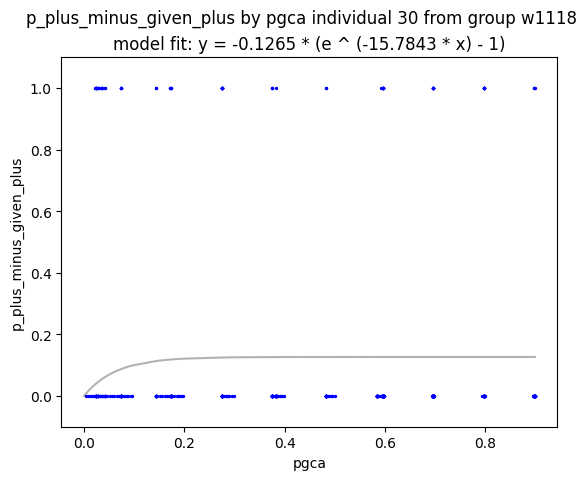 p_plus_minus_given_plus by pgca individual 30 from group w1118
model fit: y = -0.1265 * (e ^ (-15.7843 * x) - 1)
1.0
0.8
0.6
0.4
0.2
0.0
p_plus_minus_given_plus
0.0 0.2 0.4 0.6 0.8
pgca